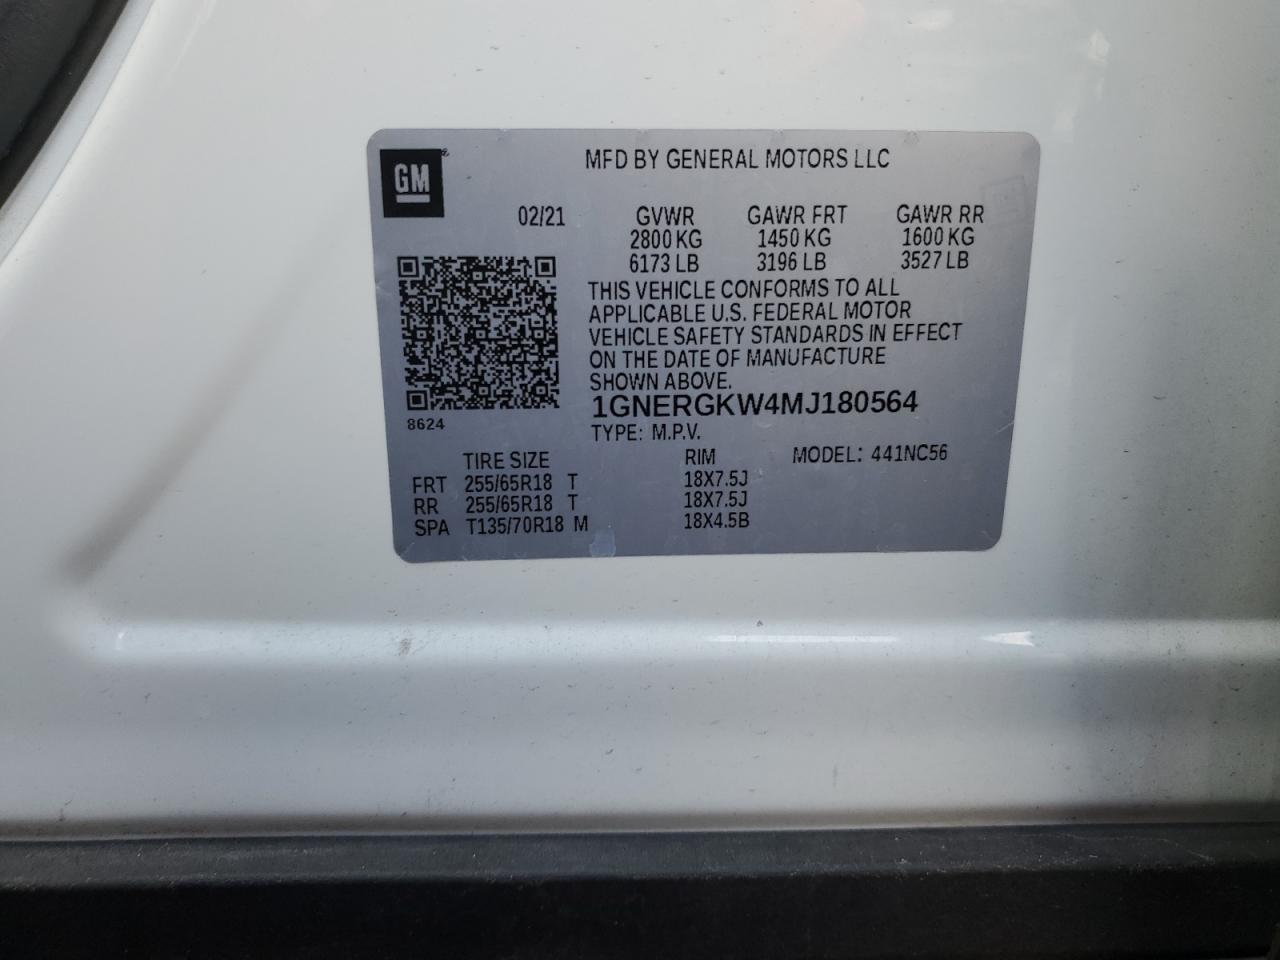 GM
MFD BY GENERAL MOTORS LLC
02/21 GVWR GAWR FRT GAWR RR
2800 KG 1450 KG 1600 KG
6173 LB 3196 LB 3527 LB
THIS VEHICLE CONFORMS TO ALL
APPLICABLE U.S. FEDERAL MOTOR
VEHICLE SAFETY STANDARDS IN EFFECT
ON THE DATE OF MANUFACTURE
SHOWN ABOVE.
1GNERGKW4MJ180564
8624
TYPE: M.P.V.
TIRE SIZE RIM MODEL: 441NC56
FRT 255/65R18 T 18X7.5J
RR 255/65R18 T 18X7.5J
SPA T135/70R18 M 18X4.5B